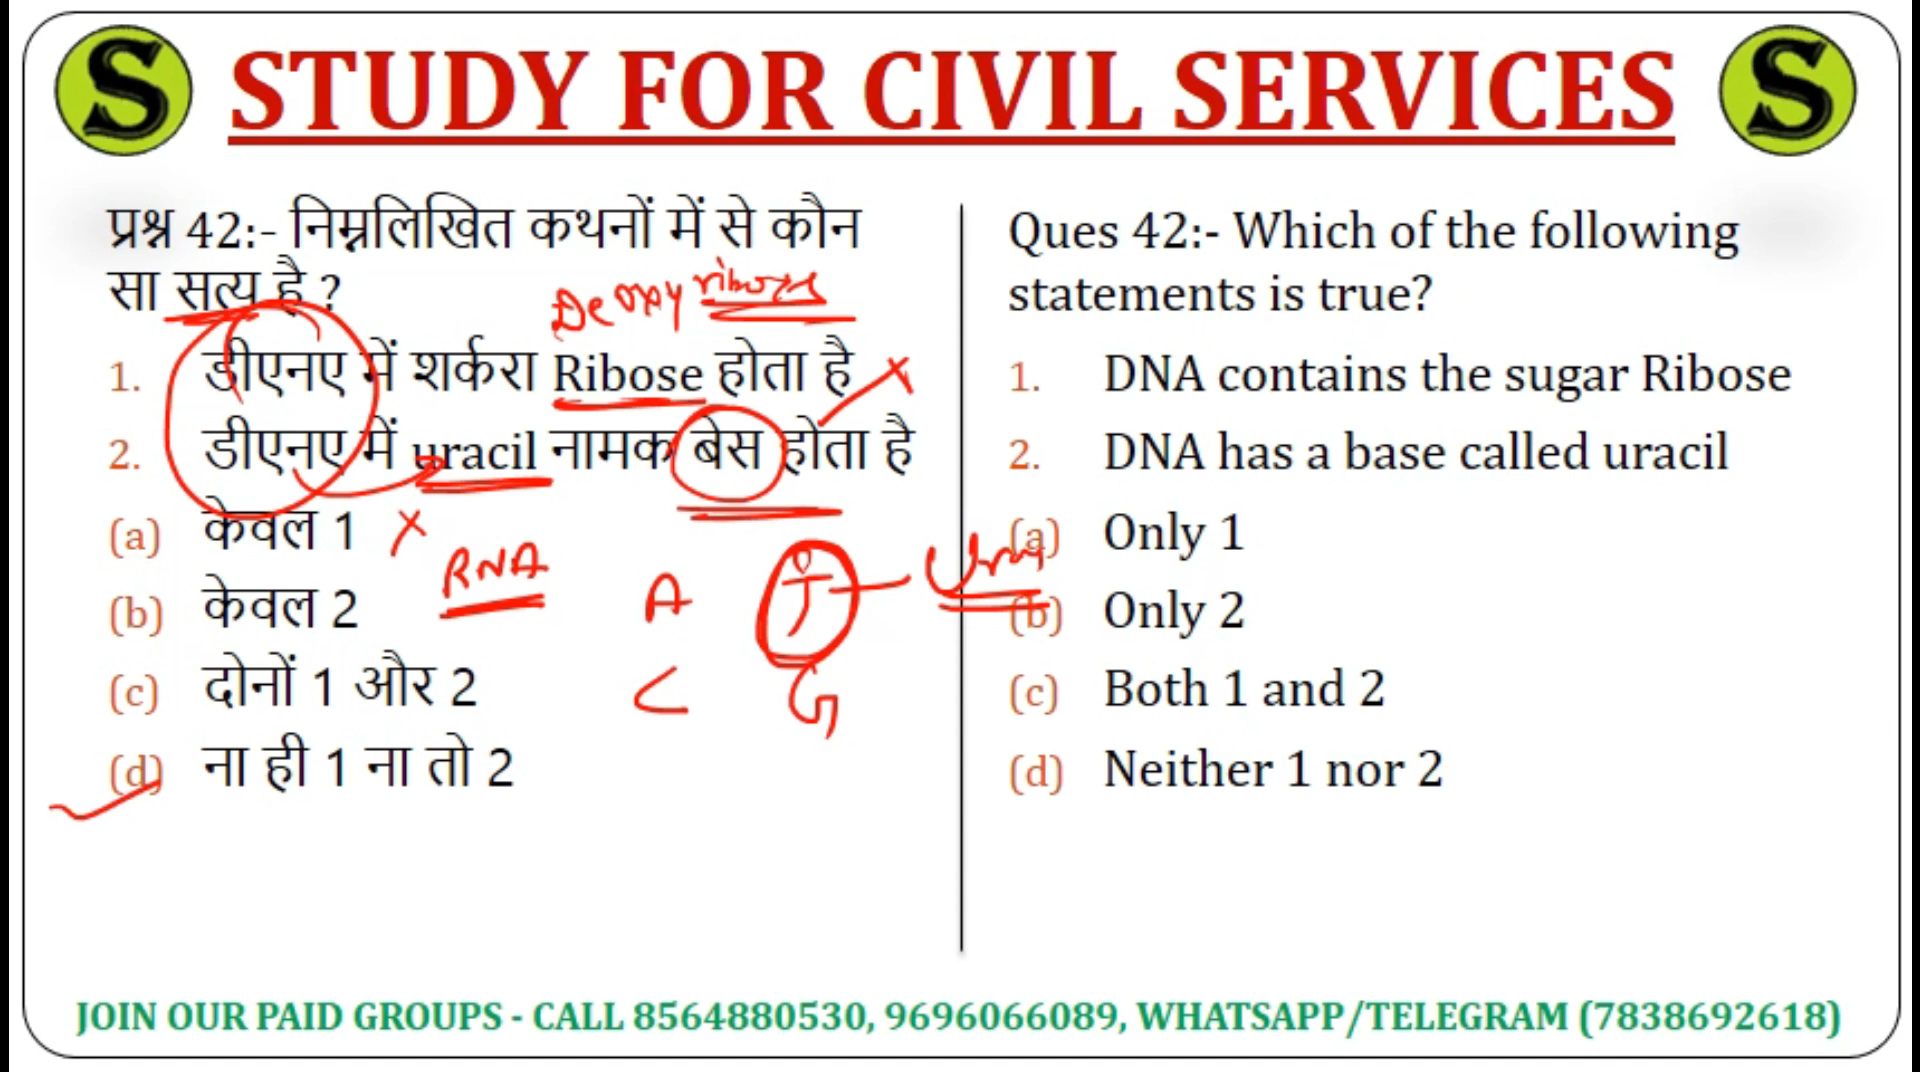 S STUDY FOR CIVIL SERVICES S
प्रश्न 42:- निम्नलिखित कथनों में से कौन
सा सत्य है ?
Deoxy ribose
1. डीएनए में शर्करा Ribose होता है
2. डीएनए में uracil नामक बेस होता है
(a) केवल 1
RNA
(b) केवल 2
A T
(c) दोनों 1 और 2
C G
(d) ना ही 1 ना तो 2
Ques 42:- Which of the following
statements is true?
1. DNA contains the sugar Ribose
2. DNA has a base called uracil
(a) Only 1
(b) Only 2
(c) Both 1 and 2
(d) Neither 1 nor 2
JOIN OUR PAID GROUPS - CALL 8564880530, 9696066089, WHATSAPP/TELEGRAM (7838692618)